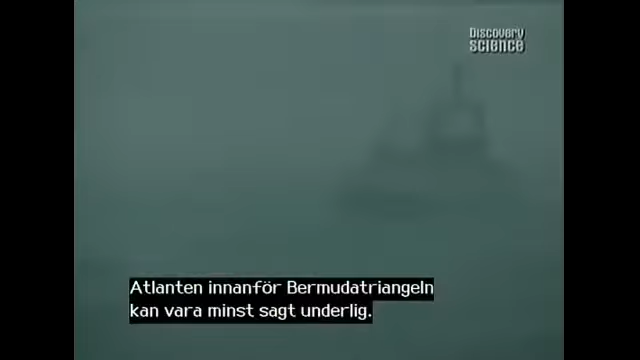 Discovery
SCIENCE
Atlanten innanför Bermudatriangeln
kan vara minst sagt underlig.